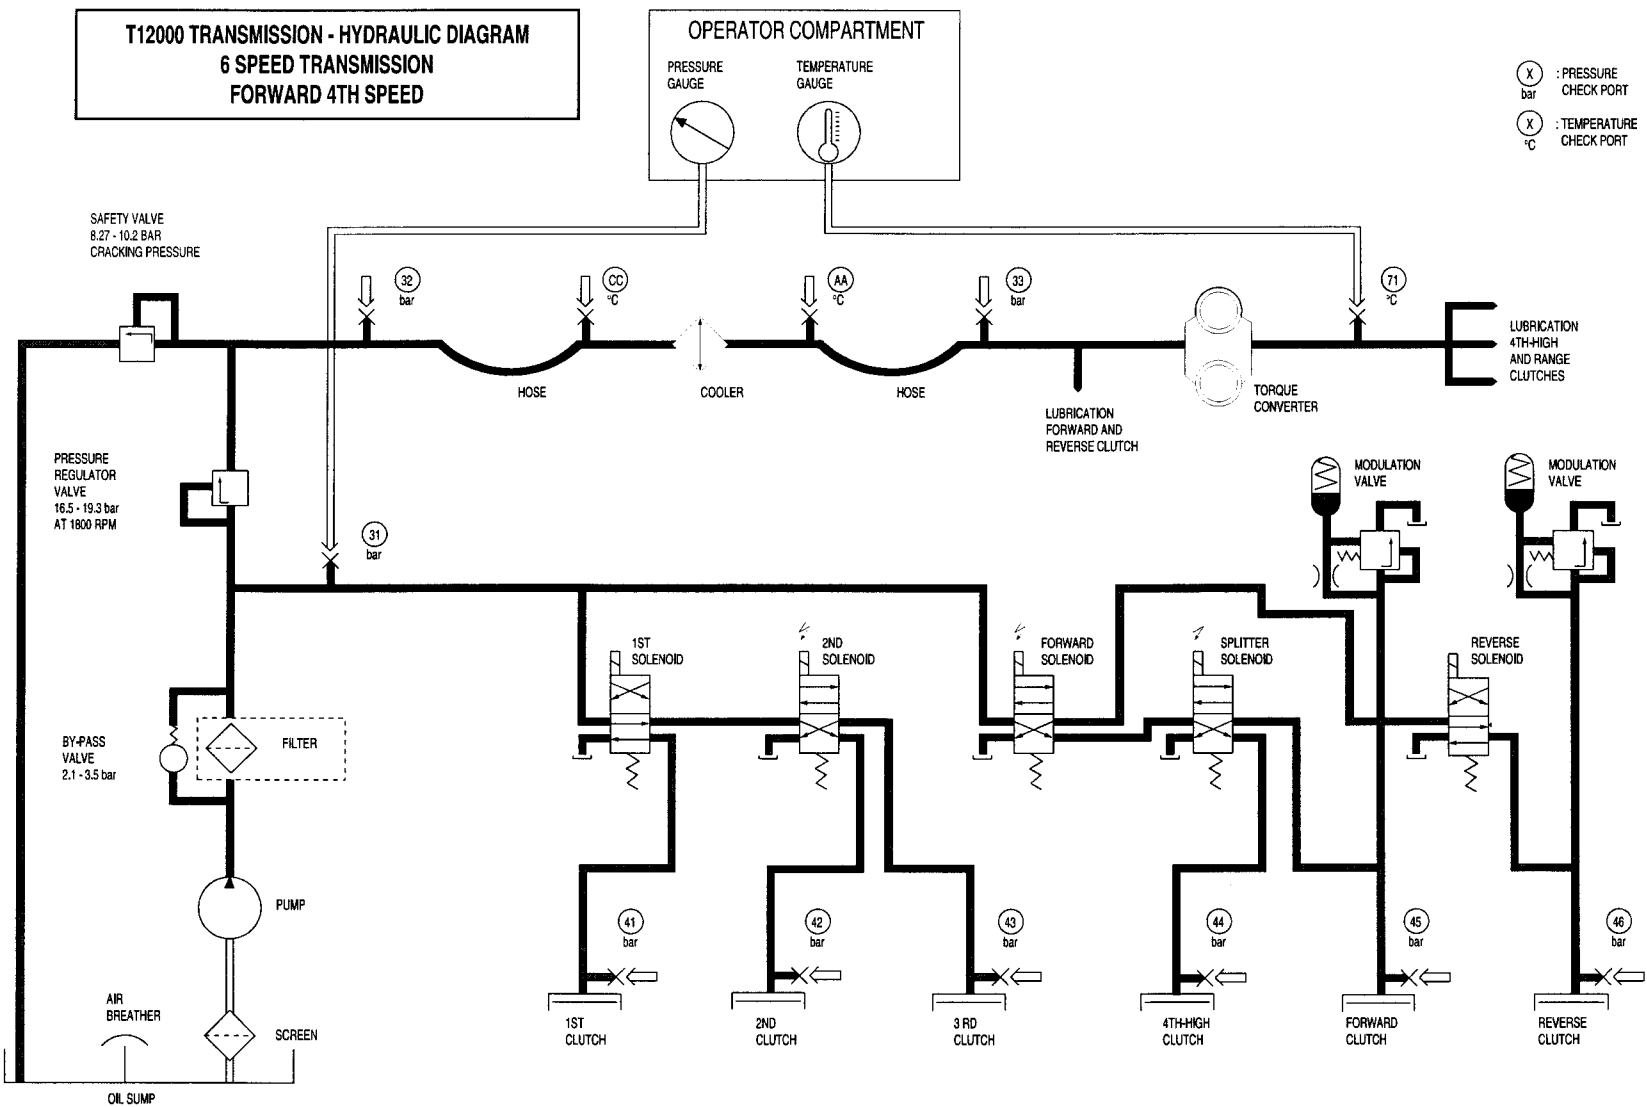 T12000 TRANSMISSION - HYDRAULIC DIAGRAM
6 SPEED TRANSMISSION
FORWARD 4TH SPEED
OPERATOR COMPARTMENT
PRESSURE
GAUGE
TEMPERATURE
GAUGE
X
bar
: PRESSURE
CHECK PORT
X
°C
: TEMPERATURE
CHECK PORT
SAFETY VALVE
8.27 - 10.2 BAR
CRACKING PRESSURE
32
bar
CC
°C
AA
°C
33
bar
71
°C
HOSE
COOLER
HOSE
LUBRICATION
FORWARD AND
REVERSE CLUTCH
TORQUE
CONVERTER
LUBRICATION
4TH-HIGH
AND RANGE
CLUTCHES
PRESSURE
REGULATOR
VALVE
16.5 - 19.3 bar
AT 1800 RPM
31
bar
MODULATION
VALVE
MODULATION
VALVE
1ST
SOLENOID
2ND
SOLENOID
FORWARD
SOLENOID
SPLITTER
SOLENOID
REVERSE
SOLENOID
BY-PASS
VALVE
2.1 - 3.5 bar
FILTER
PUMP
41
bar
42
bar
43
bar
44
bar
45
bar
46
bar
AIR
BREATHER
SCREEN
OIL SUMP
1ST
CLUTCH
2ND
CLUTCH
3 RD
CLUTCH
4TH-HIGH
CLUTCH
FORWARD
CLUTCH
REVERSE
CLUTCH